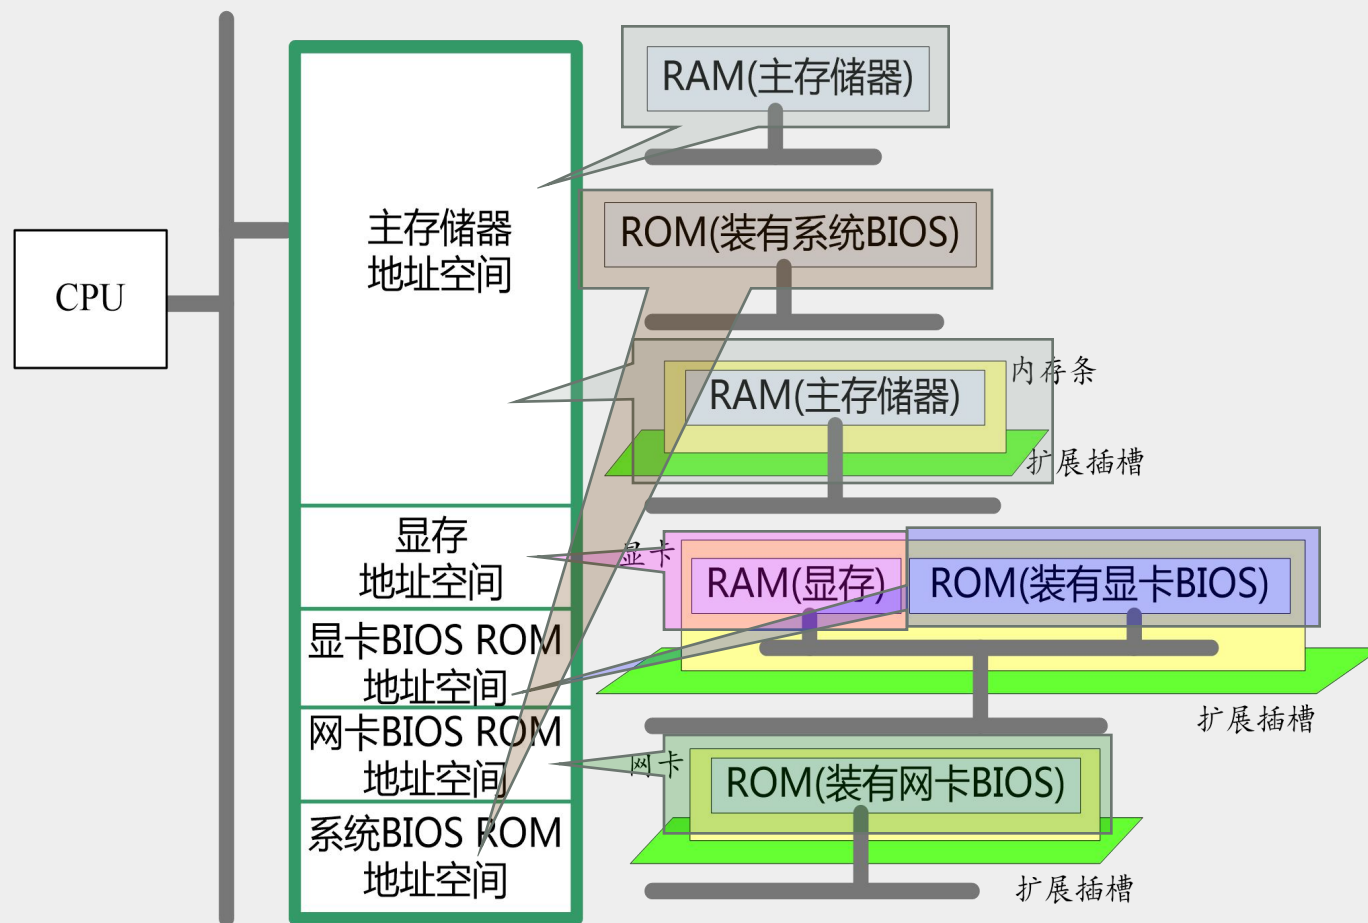 CPU
主存储器
地址空间
显存
地址空间
显卡BIOS ROM
地址空间
网卡BIOS ROM
地址空间
系统BIOS ROM
地址空间
RAM(主存储器)
ROM(装有系统BIOS)
内存条
RAM(主存储器)
扩展插槽
显卡
RAM(显存)
ROM(装有显卡BIOS)
扩展插槽
网卡
ROM(装有网卡BIOS)
扩展插槽